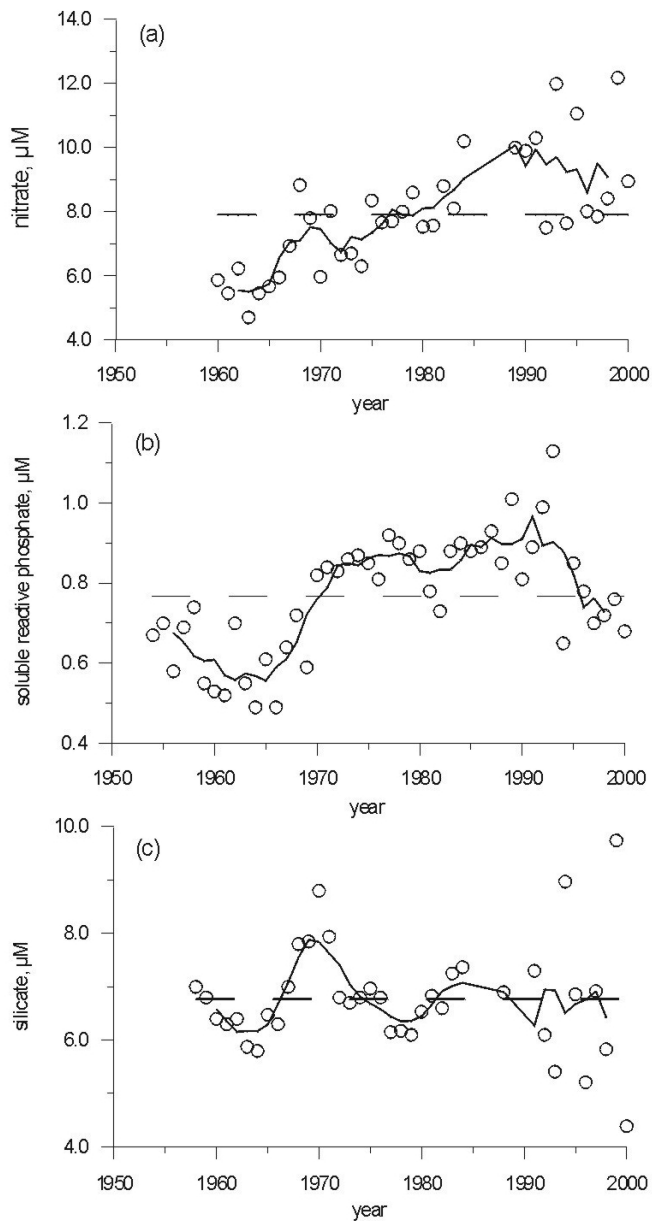 (a)
14.0
12.0
10.0
8.0
6.0
4.0
nitrate, µM
1950 1960 1970 1980 1990 2000
year
(b)
1.2
1.0
0.8
0.6
0.4
soluble reactive phosphate, µM
1950 1960 1970 1980 1990 2000
year
(c)
10.0
8.0
6.0
4.0
silicate, µM
1950 1960 1970 1980 1990 2000
year